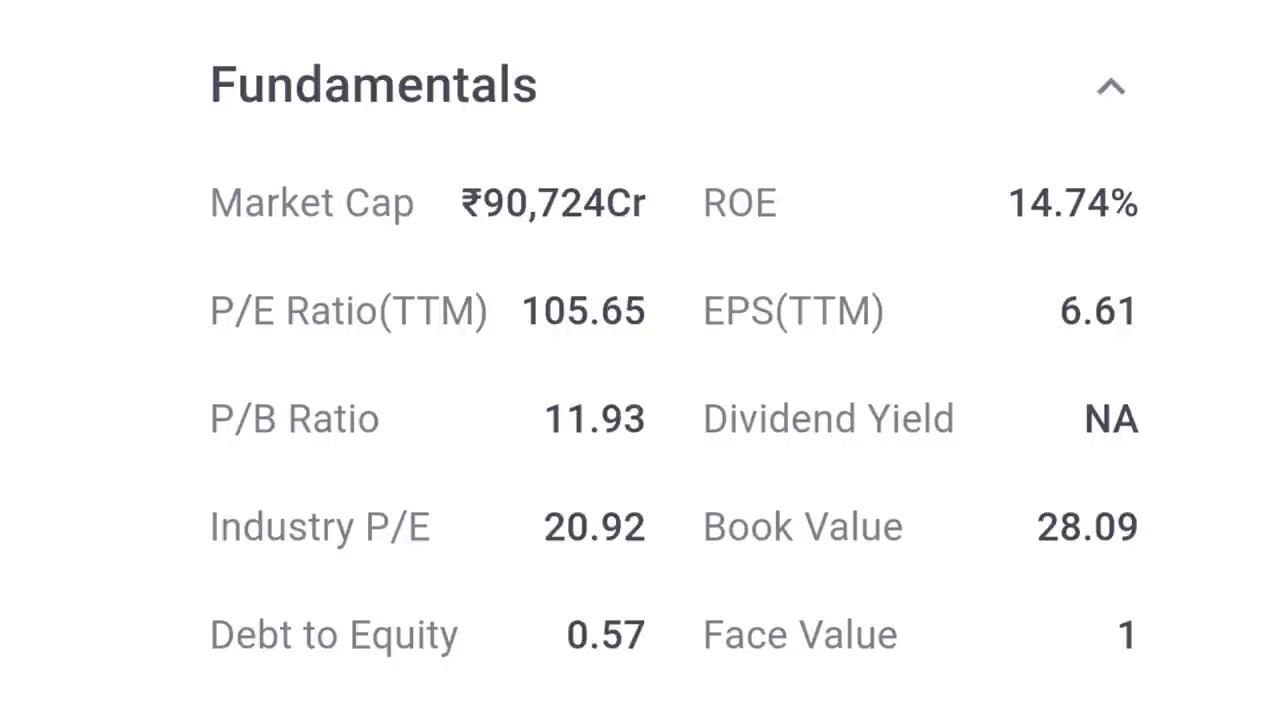 Fundamentals
Market Cap ₹90,724Cr ROE 14.74%
P/E Ratio(TTM) 105.65 EPS(TTM) 6.61
P/B Ratio 11.93 Dividend Yield NA
Industry P/E 20.92 Book Value 28.09
Debt to Equity 0.57 Face Value 1